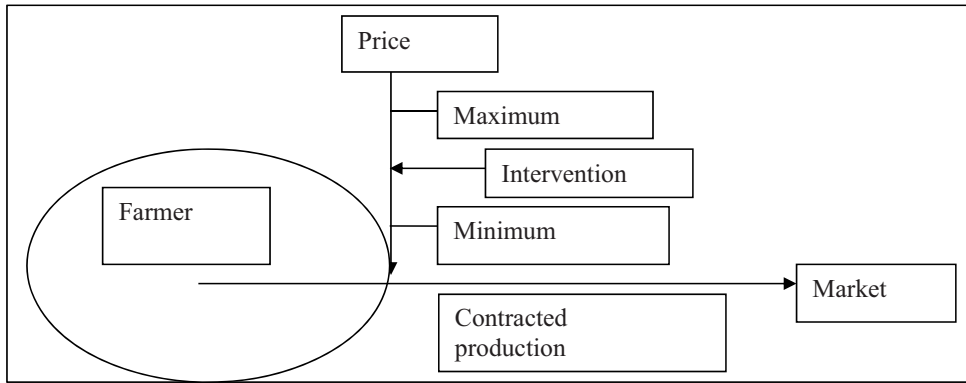 Price
Maximum
Intervention
Farmer
Minimum
Market
Contracted
production